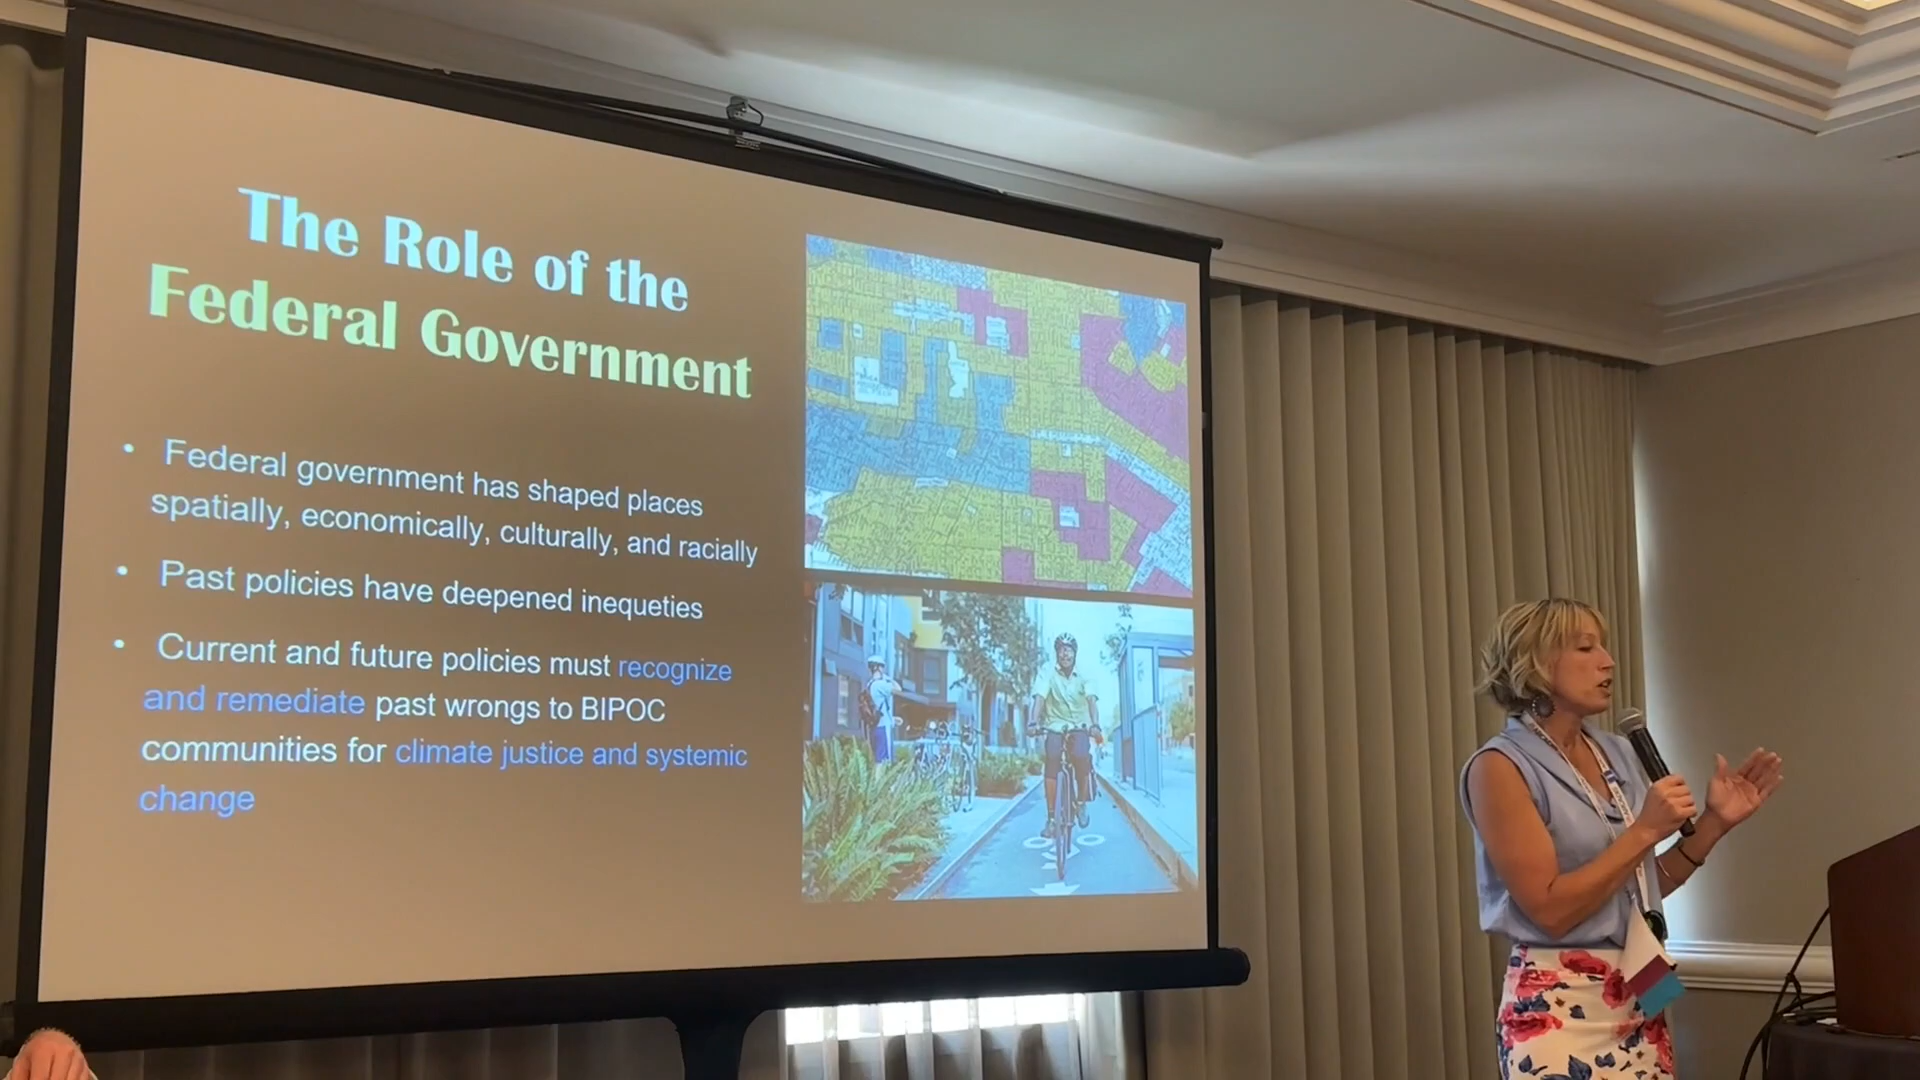 The Role of the
Federal Government
• Federal government has shaped places
spatially, economically, culturally, and racially
• Past policies have deepened inequeties
• Current and future policies must recognize
and remediate past wrongs to BIPOC
communities for climate justice and systemic
change